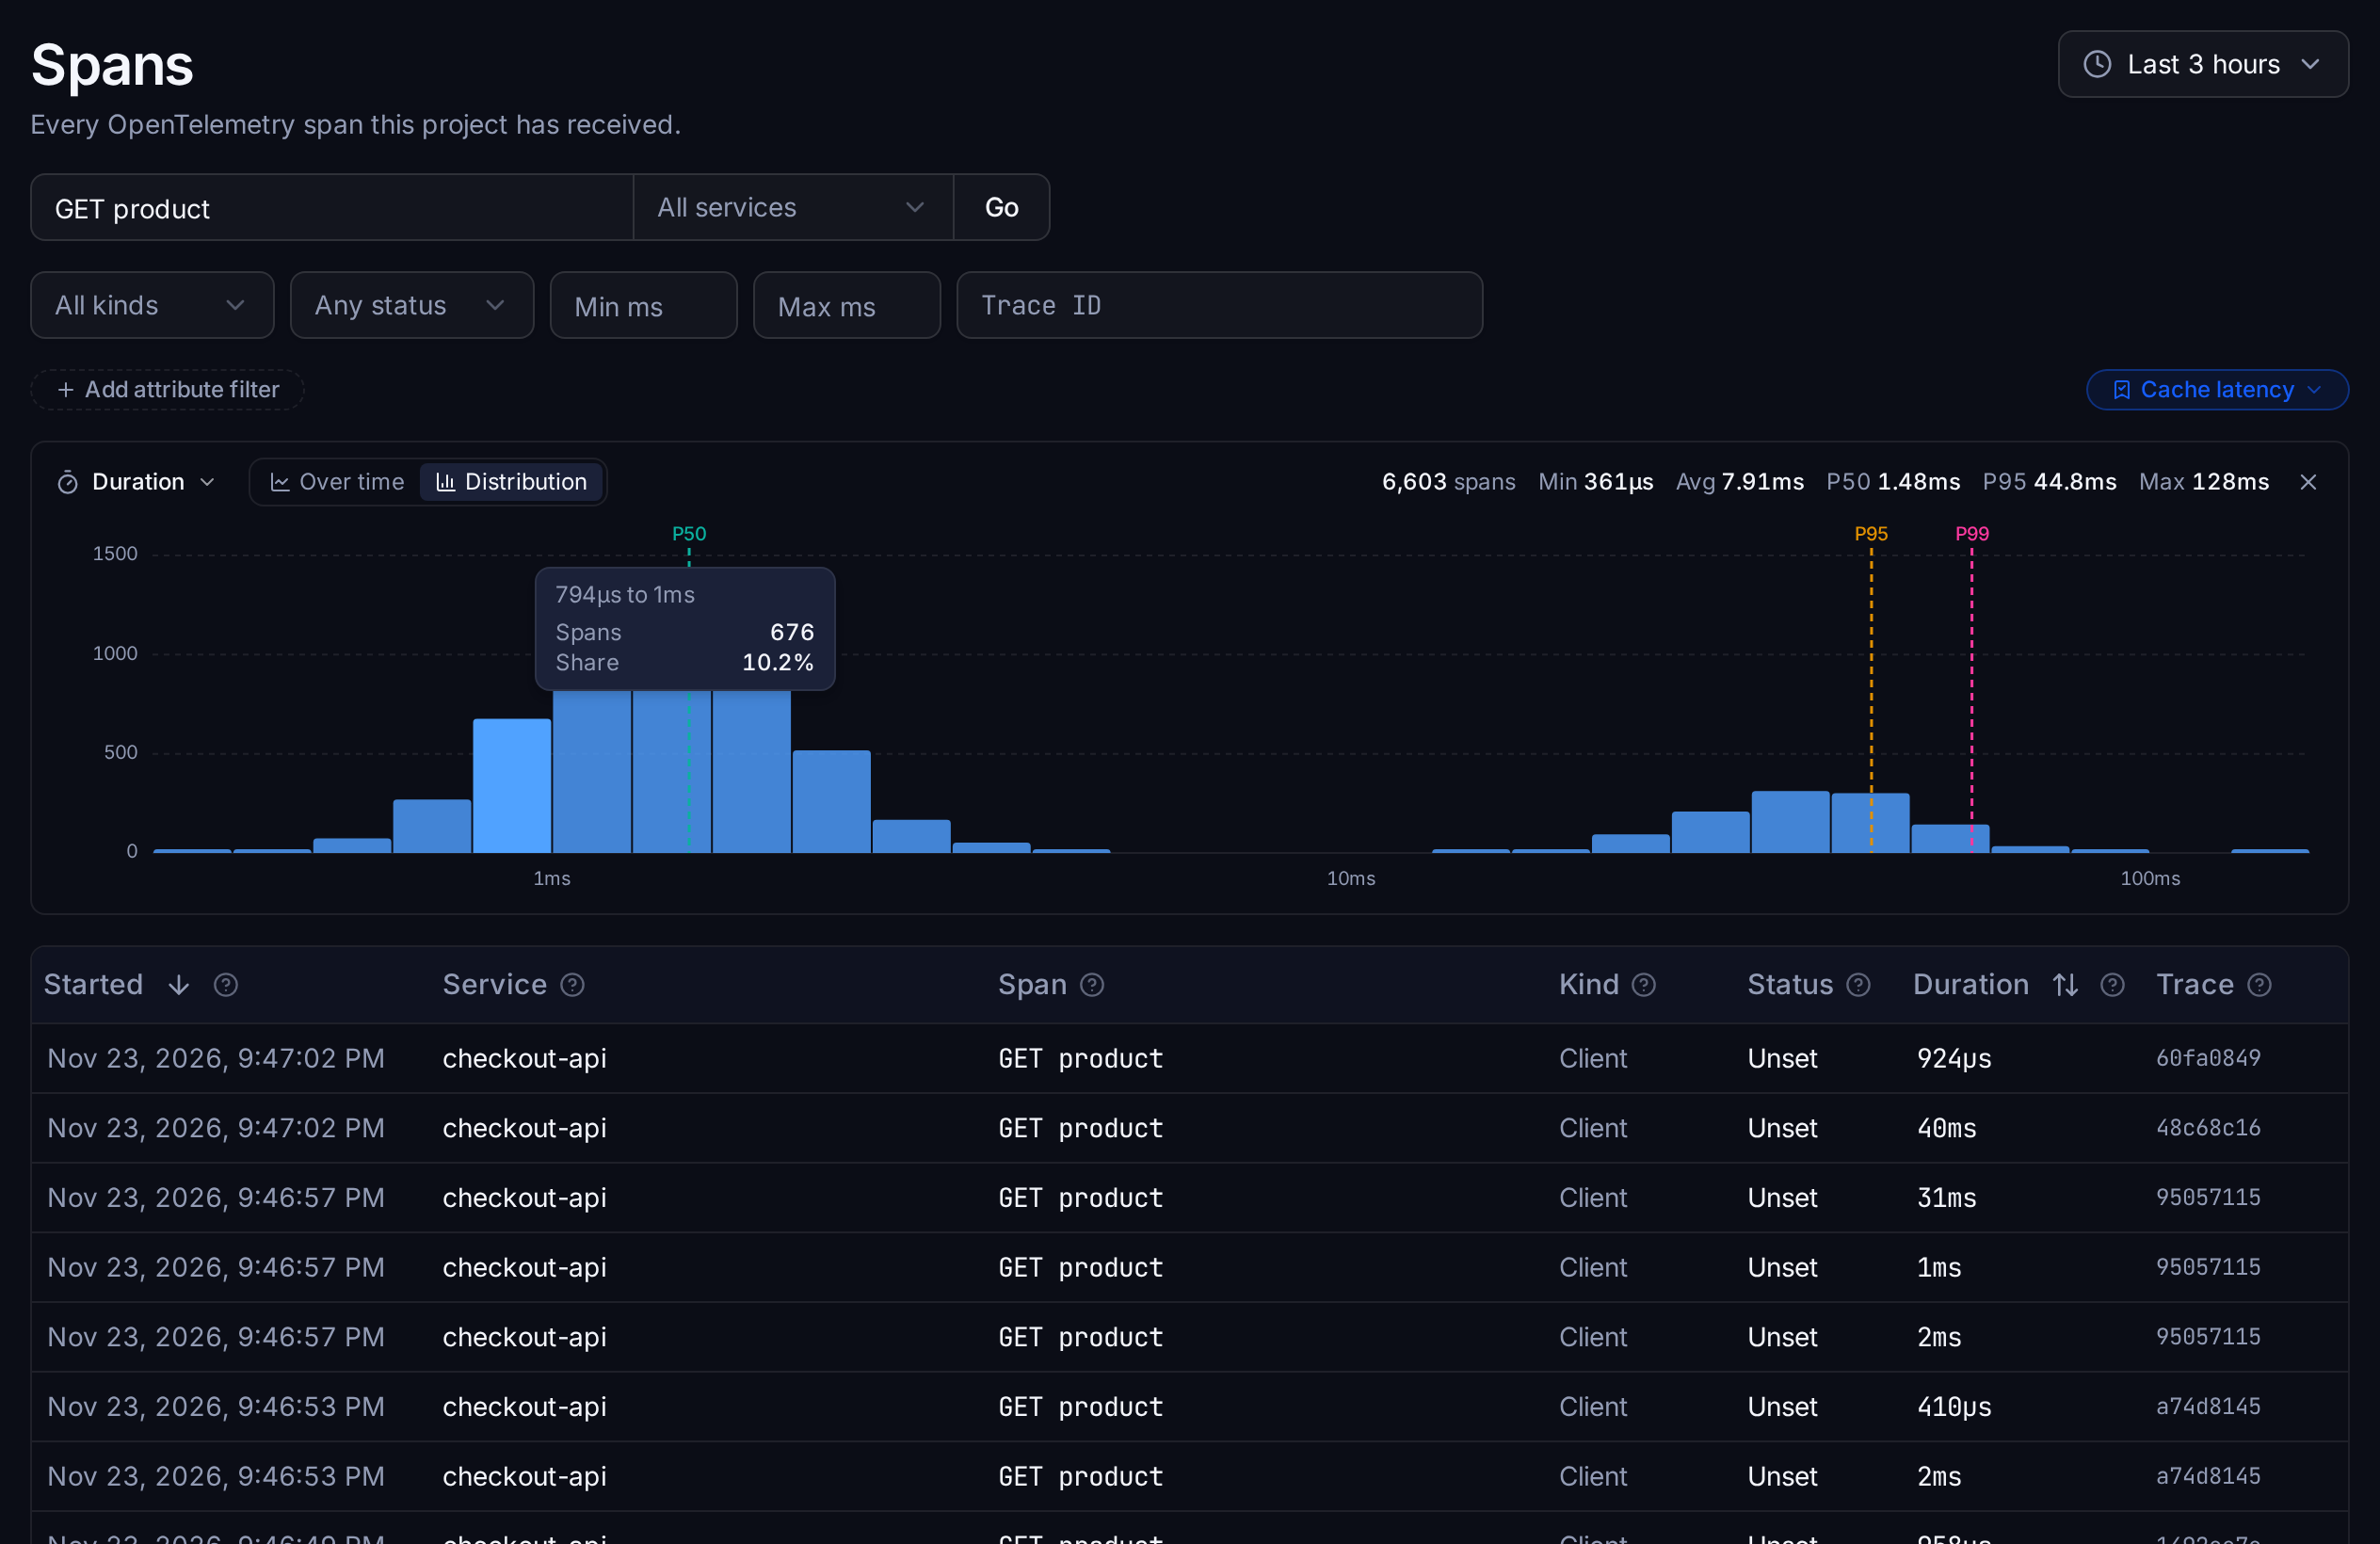 Spans
Last 3 hours
Every OpenTelemetry span this project has received.
GET product
All services
Go
All kinds
Any status
Min ms
Max ms
Trace ID
Add attribute filter
Cache latency
Duration
Over time
Distribution
6,603 spans Min 361µs Avg 7.91ms P50 1.48ms P95 44.8ms Max 128ms
P50
P95
P99
1500
1000
500
0
794µs to 1ms
Spans 676
Share 10.2%
1ms
10ms
100ms
Started Service Span Kind Status Duration Trace
Nov 23, 2026, 9:47:02 PM checkout-api GET product Client Unset 924µs 60fa0849
Nov 23, 2026, 9:47:02 PM checkout-api GET product Client Unset 40ms 48c68c16
Nov 23, 2026, 9:46:57 PM checkout-api GET product Client Unset 31ms 95057115
Nov 23, 2026, 9:46:57 PM checkout-api GET product Client Unset 1ms 95057115
Nov 23, 2026, 9:46:57 PM checkout-api GET product Client Unset 2ms 95057115
Nov 23, 2026, 9:46:53 PM checkout-api GET product Client Unset 410µs a74d8145
Nov 23, 2026, 9:46:53 PM checkout-api GET product Client Unset 2ms a74d8145
checkout-api GET product Client Unset